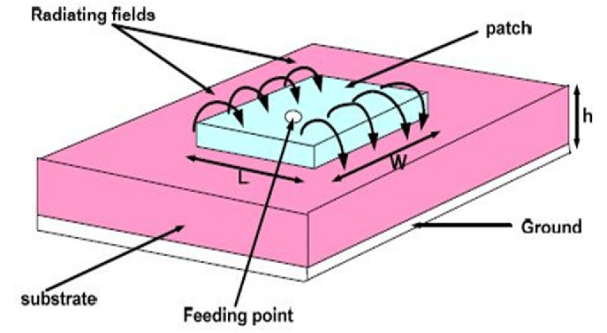 Radiating fields
patch
h
L
W
Ground
substrate
Feeding point